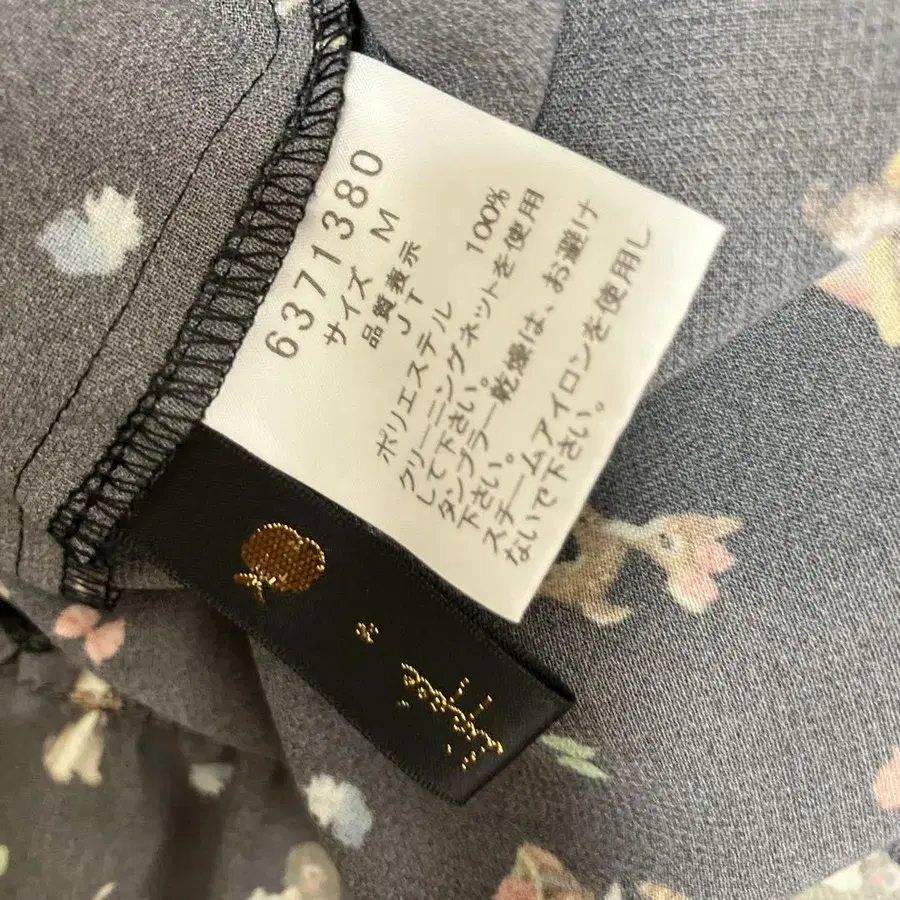 6371380
サイズ M
品質表示
JT
ポリエステル 100%
クリーニングネットを使用
して下さい。
タンブラー乾燥は、お避け
下さい。
スチームアイロンを使用し
ないで下さい。